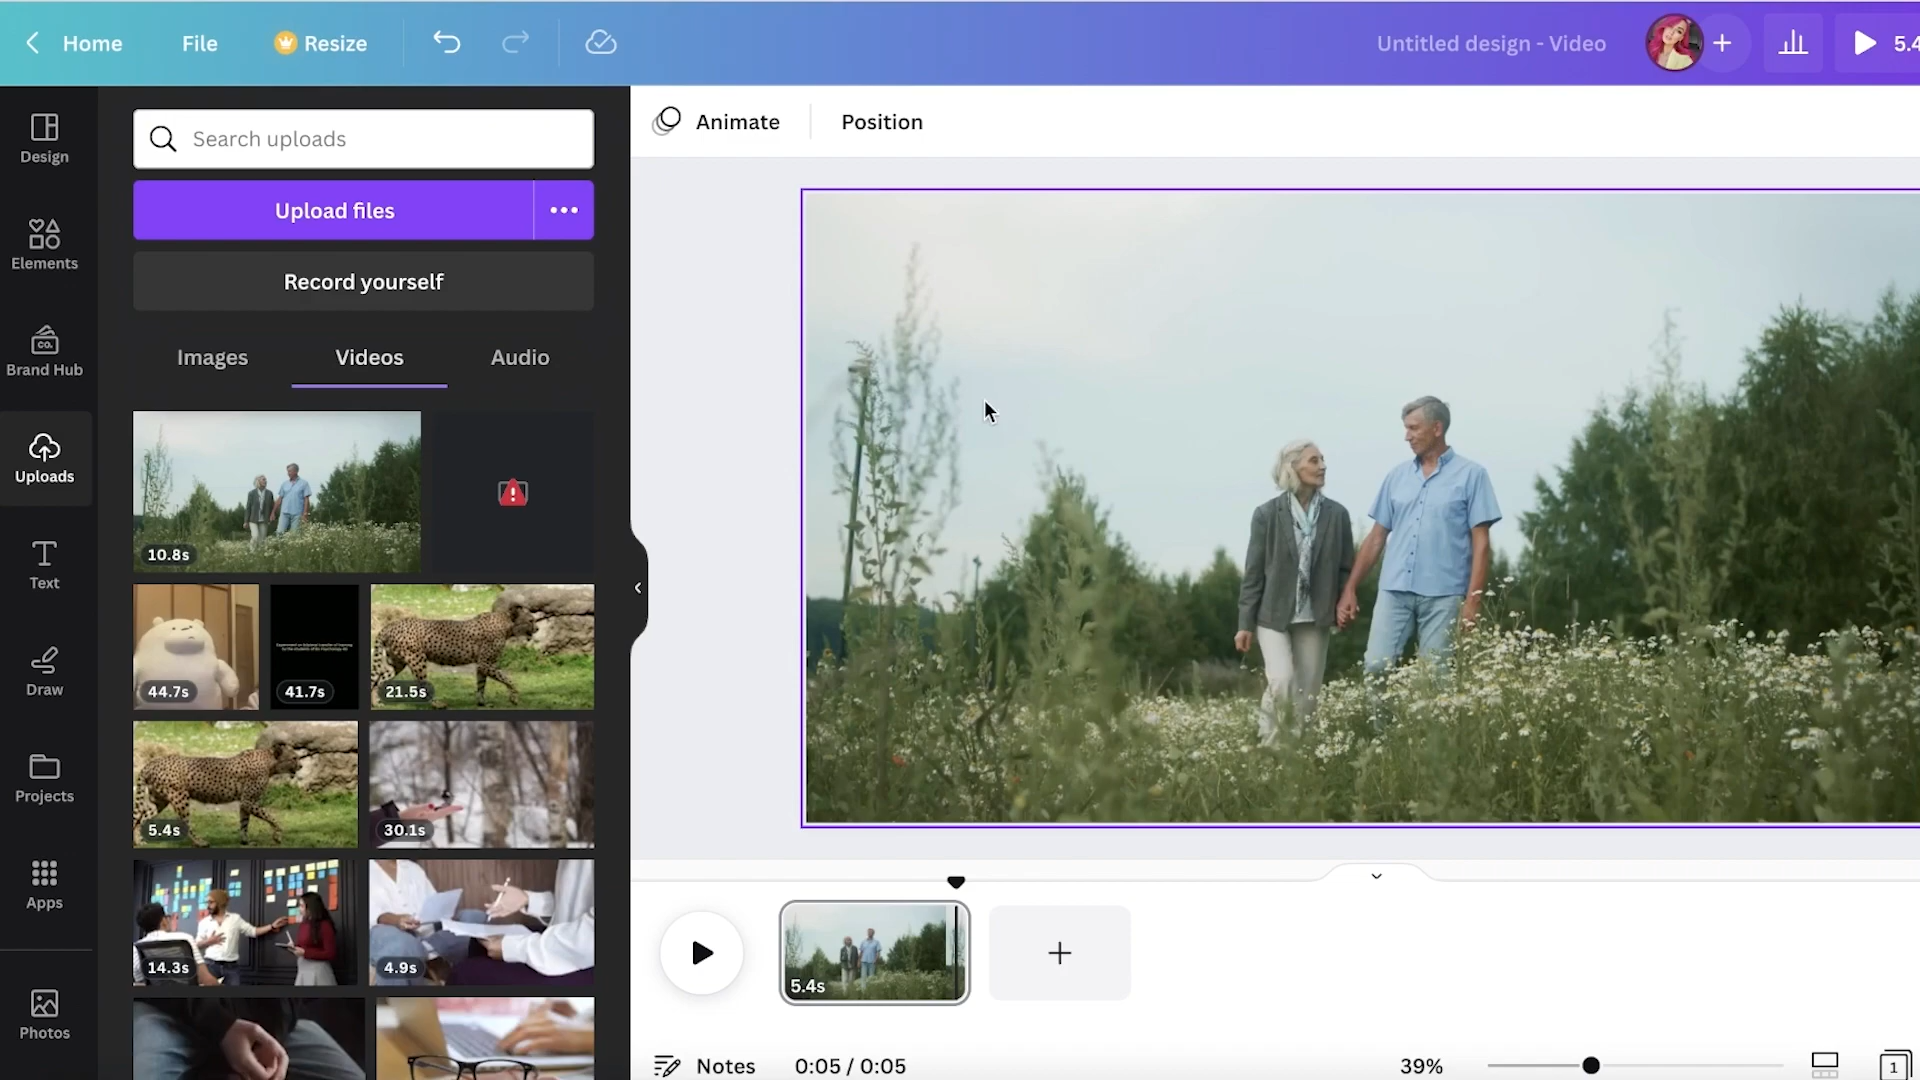 Home
File
Resize
Untitled design - Video
5.4
Design
Elements
Brand Hub
CO.
Uploads
Text
Draw
Projects
Apps
Photos
Search uploads
Upload files
Record yourself
Images
Videos
Audio
10.8s
44.7s
41.7s
21.5s
5.4s
30.1s
14.3s
4.9s
Animate
Position
5.4s
Notes
0:05 / 0:05
39%
1